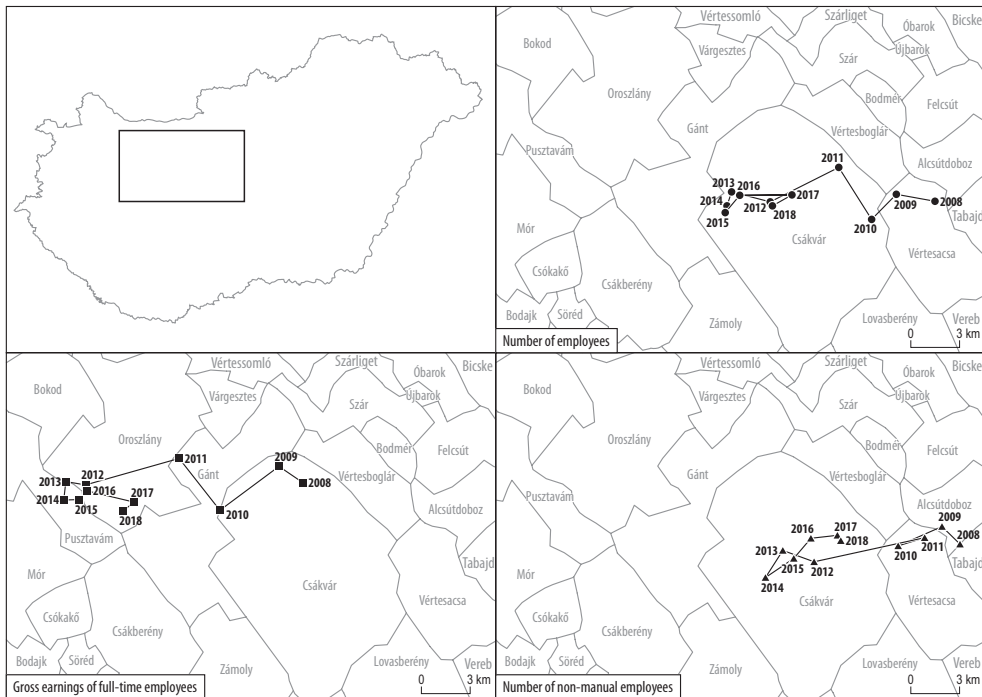 Vértessomló
Szárliget
Óbarok
Bicske
Bokod
Várgesztes
Újbarok
Szár
Oroszlány
Bodmér
Felcsút
Gánt
Vértesboglár
Pusztavám
Alcsútdoboz
2011
2013
2016
2014
2012
2017
2009
2008
2015
2018
2010
Tabajd
Mór
Csákvár
Vértesacsa
Csókakő
Csákberény
Bodajk
Söréd
Zámoly
Lovasberény
Vereb
Number of employees
0 3 km
Vértessomló
Szárliget
Óbarok
Bicske
Bokod
Várgesztes
Újbarok
Szár
Oroszlány
Bodmér
Felcsút
2011
2009
Gánt
Vértesboglár
2013
2012
2008
2014
2016
2017
2015
2018
2010
Alcsútdoboz
Pusztavám
Tabajd
Mór
Csákvár
Vértesacsa
Csókakő
Csákberény
Bodajk
Söréd
Zámoly
Lovasberény
Vereb
Gross earnings of full-time employees
0 3 km
Vértessomló
Szárliget
Óbarok
Bicske
Bokod
Várgesztes
Újbarok
Szár
Oroszlány
Bodmér
Felcsút
Gánt
Vértesboglár
Pusztavám
Alcsútdoboz
2009
2016
2017
2018
2008
2013
2010
2011
2015
2012
Tabajd
2014
Mór
Csákvár
Vértesacsa
Csókakő
Csákberény
Bodajk
Söréd
Zámoly
Lovasberény
Vereb
Number of non-manual employees
0 3 km